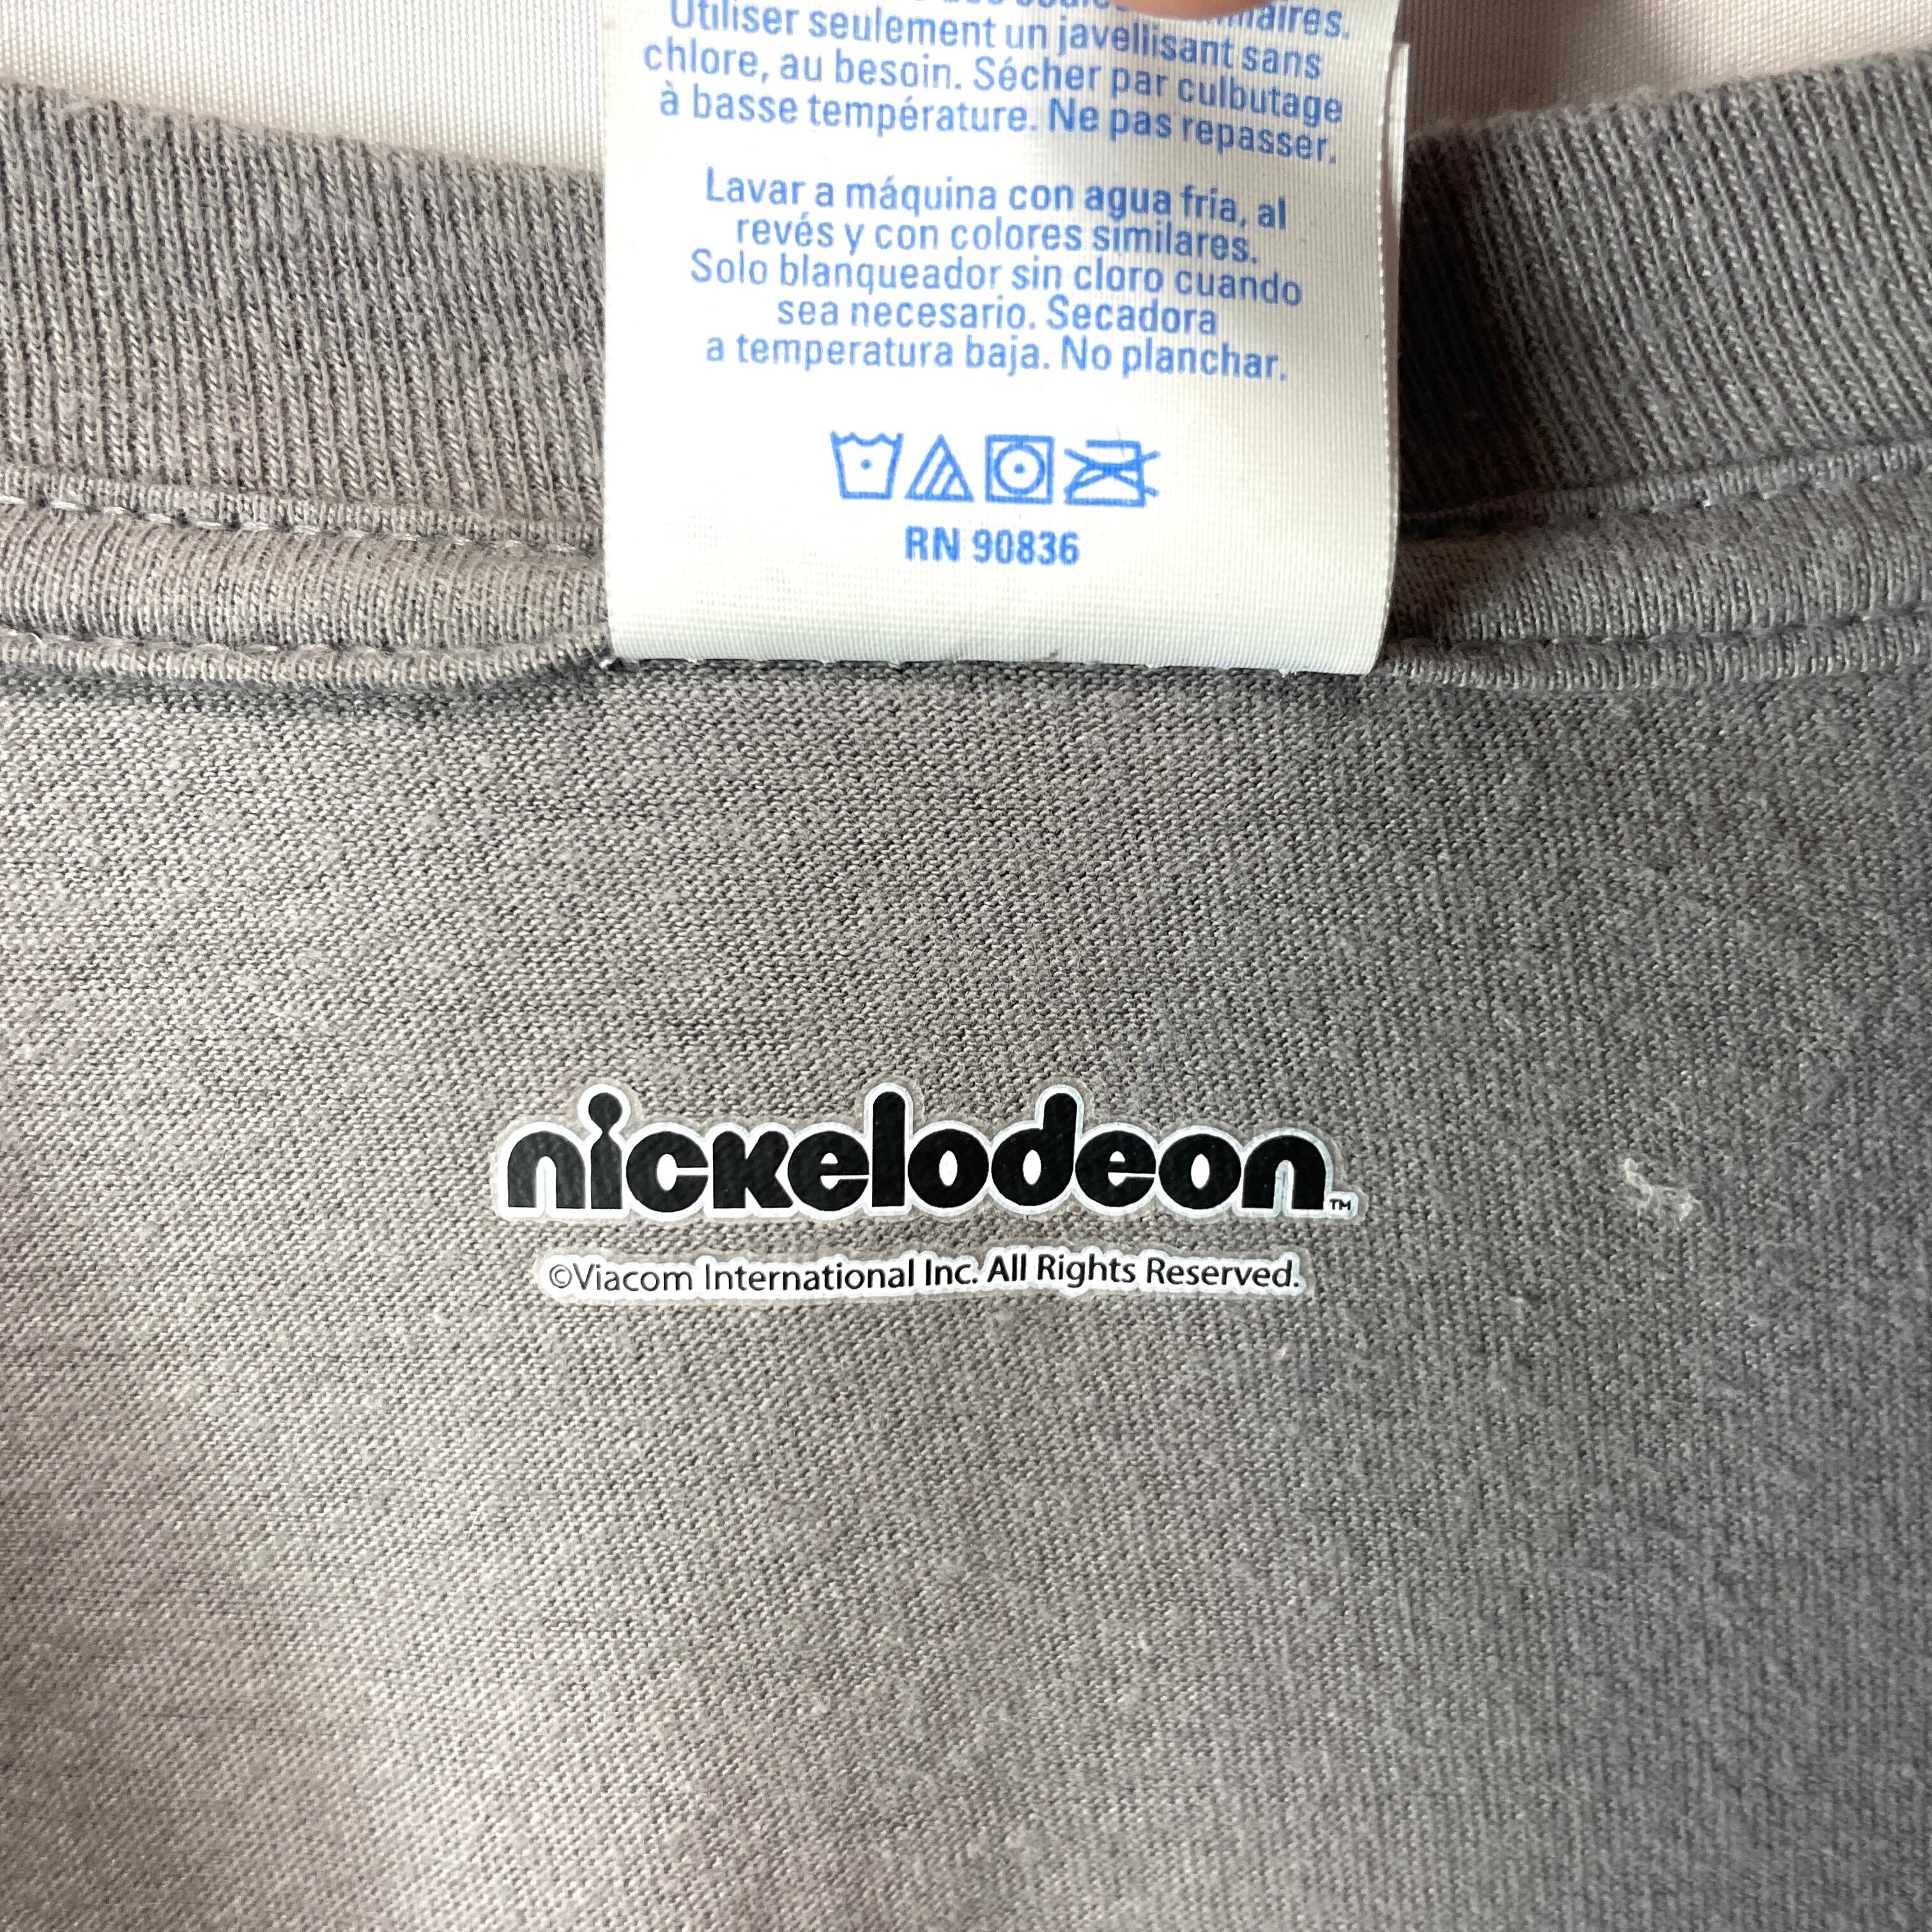 Utiliser seulement un javellisant sans
chlore, au besoin. Sécher par culbutage
à basse température. Ne pas repasser.
Lavar a máquina con agua fría, al
revés y con colores similares.
Solo blanqueador sin cloro cuando
sea necesario. Secadora
a temperatura baja. No planchar.
RN 90836
nickelodeon™
©Viacom International Inc. All Rights Reserved.